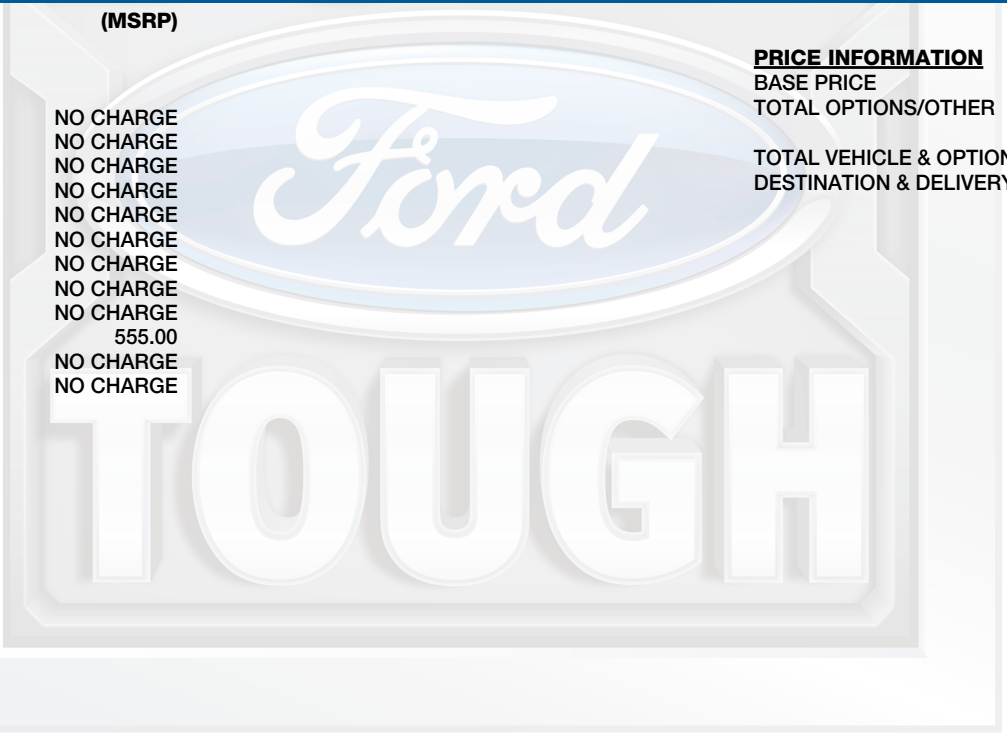 (MSRP)
NO CHARGE
NO CHARGE
NO CHARGE
NO CHARGE
NO CHARGE
NO CHARGE
NO CHARGE
NO CHARGE
NO CHARGE
555.00
NO CHARGE
NO CHARGE
PRICE INFORMATION
BASE PRICE
TOTAL OPTIONS/OTHER
TOTAL VEHICLE & OPTION
DESTINATION & DELIVERY
Ford
TOUGH